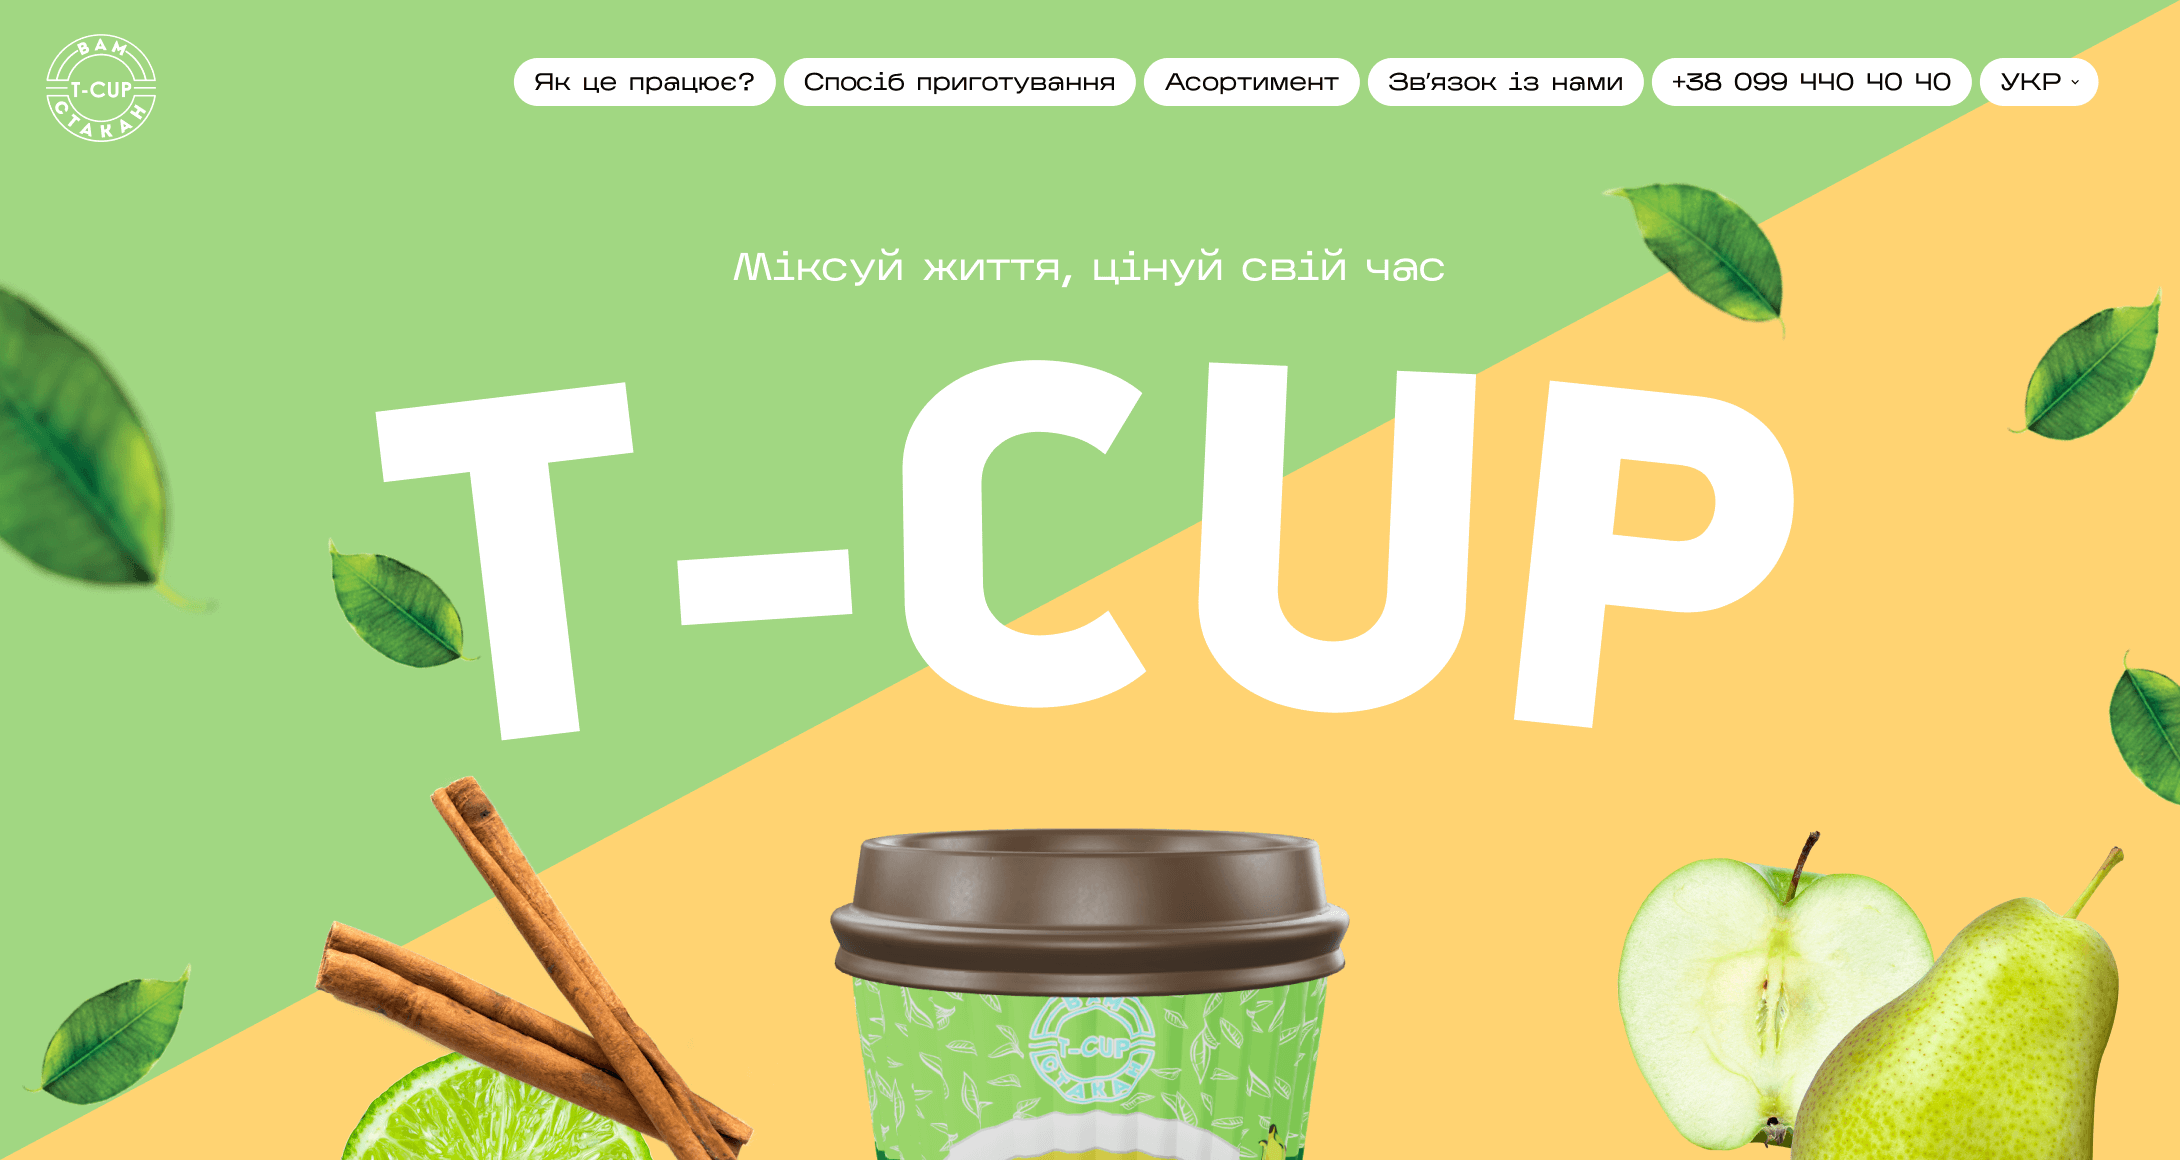 ВАМ
T-CUP
СТАКАН
Як це працює?
Спосіб приготування
Асортимент
Зв'язок із нами
+38 099 440 40 40
УКР
Міксуй життя, цінуй свій час
T-CUP
ВАМ
T-CUP
СТАКАН